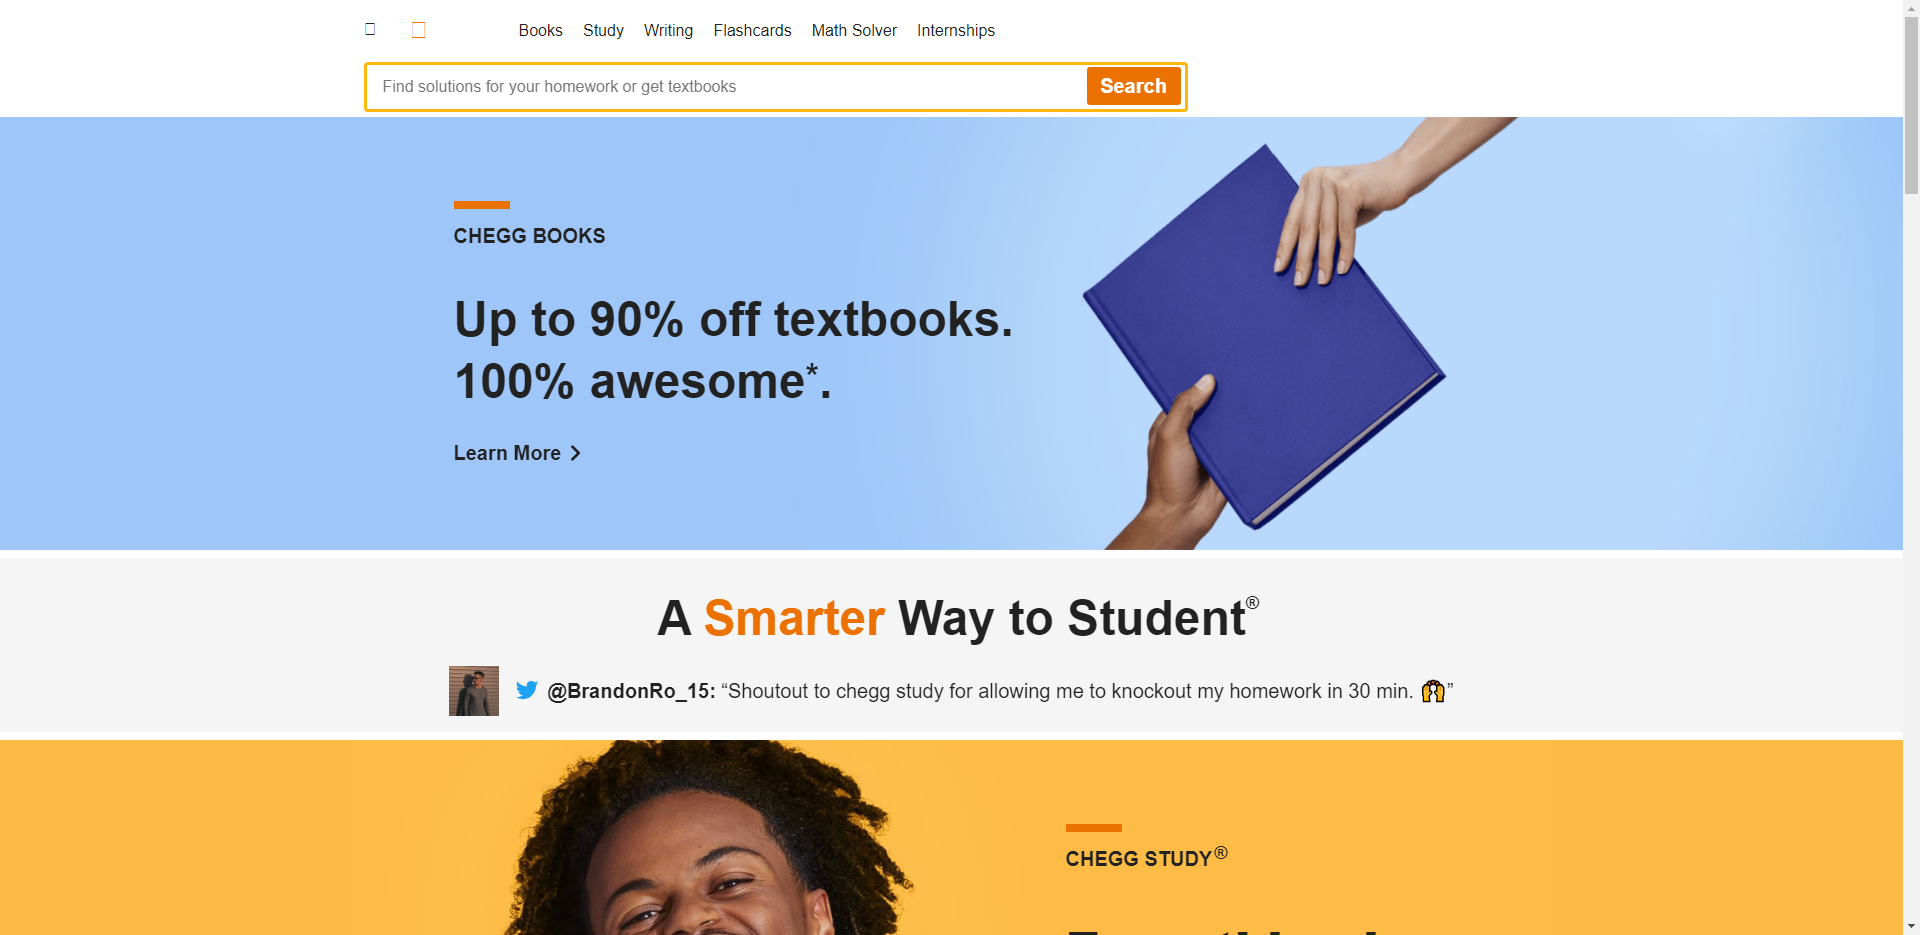 Books Study Writing Flashcards Math Solver Internships
Find solutions for your homework or get textbooks
Search
CHEGG BOOKS
Up to 90% off textbooks.
100% awesome*.
Learn More
A Smarter Way to Student®
@BrandonRo_15: “Shoutout to chegg study for allowing me to knockout my homework in 30 min. 🙌”
CHEGG STUDY®